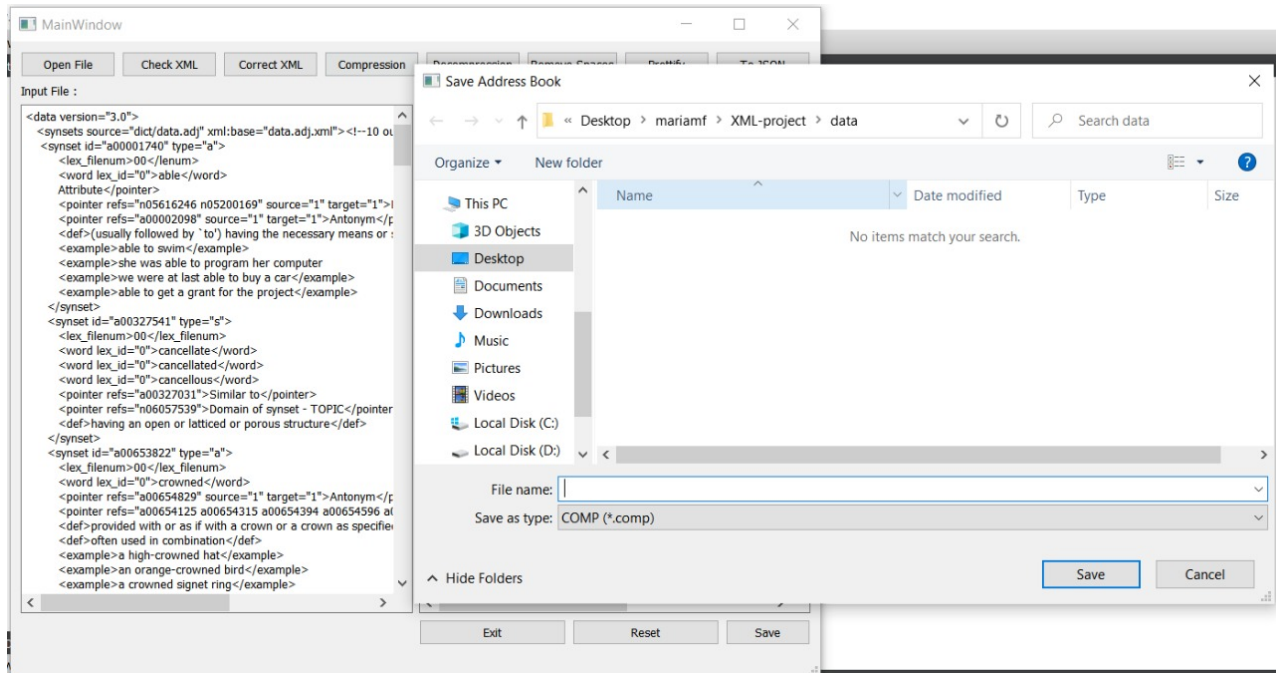 MainWindow
Open File Check XML Correct XML Compression Decompression Remove Spaces Prettify To JSON
Input File :
<data version="3.0">
<synsets source="dict/data.adj" xml:base="data.adj.xml"><!--10 ou
<synset id="a00001740" type="a">
<lex_filenum>00</lenum>
<word lex_id="0">able</word>
Attribute</pointer>
<pointer refs="n05616246 n05200169" source="1" target="1">
<pointer refs="a00002098" source="1" target="1">Antonym</p
<def>(usually followed by `to') having the necessary means or
<example>able to swim</example>
<example>she was able to program her computer
<example>we were at last able to buy a car</example>
<example>able to get a grant for the project</example>
</synset>
<synset id="a00327541" type="s">
<lex_filenum>00</lex_filenum>
<word lex_id="0">cancellate</word>
<word lex_id="0">cancellated</word>
<word lex_id="0">cancellous</word>
<pointer refs="a00327031">Similar to</pointer>
<pointer refs="n06057539">Domain of synset - TOPIC</pointer
<def>having an open or latticed or porous structure</def>
</synset>
<synset id="a00653822" type="a">
<lex_filenum>00</lex_filenum>
<word lex_id="0">crowned</word>
<pointer refs="a00654829" source="1" target="1">Antonym</p
<pointer refs="a00654125 a00654315 a00654394 a00654596 a0
<def>provided with or as if with a crown or a crown as specified
<def>often used in combination</def>
<example>a high-crowned hat</example>
<example>an orange-crowned bird</example>
<example>a crowned signet ring</example>
Exit Reset Save
Save Address Book
« Desktop > mariamf > XML-project > data
Search data
Organize New folder
Name Date modified Type Size
No items match your search.
This PC
3D Objects
Desktop
Documents
Downloads
Music
Pictures
Videos
Local Disk (C:)
Local Disk (D:)
File name:
Save as type: COMP (*.comp)
Hide Folders
Save Cancel